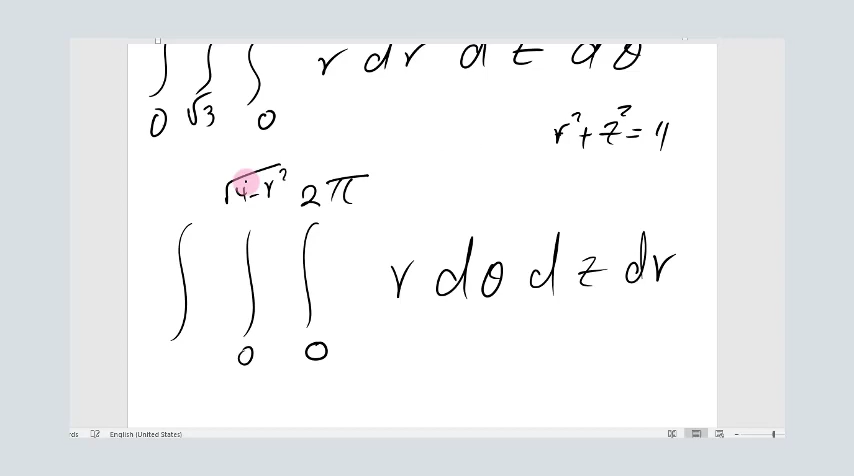 ∫ ∫ ∫ r dr dz dθ
0 √3 0
r² + z² = 4
√4-r² 2π
∫ ∫ ∫ r dθ dz dr
0 0
English (United States)